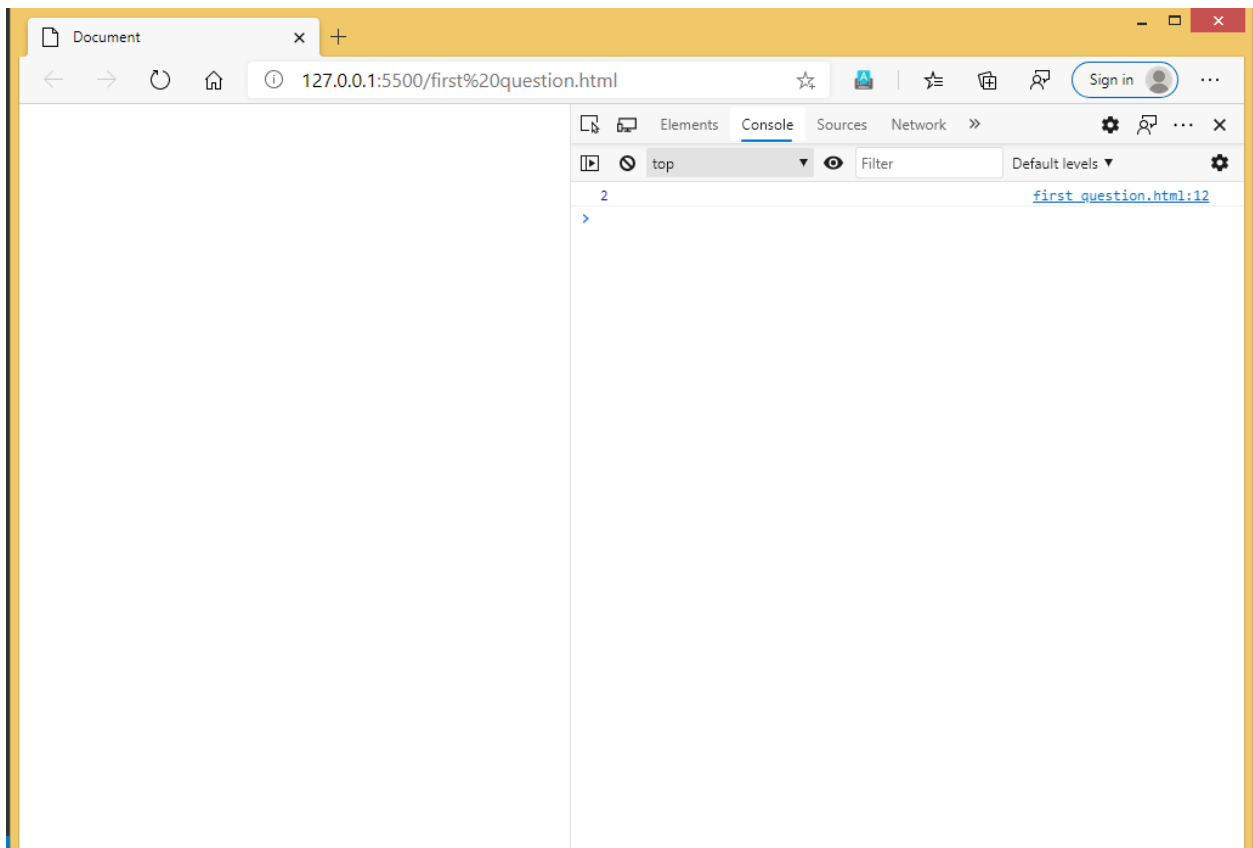 Document
127.0.0.1:5500/first%20question.html
Sign in
Elements Console Sources Network »
top Filter Default levels ▼
2 first question.html:12
>